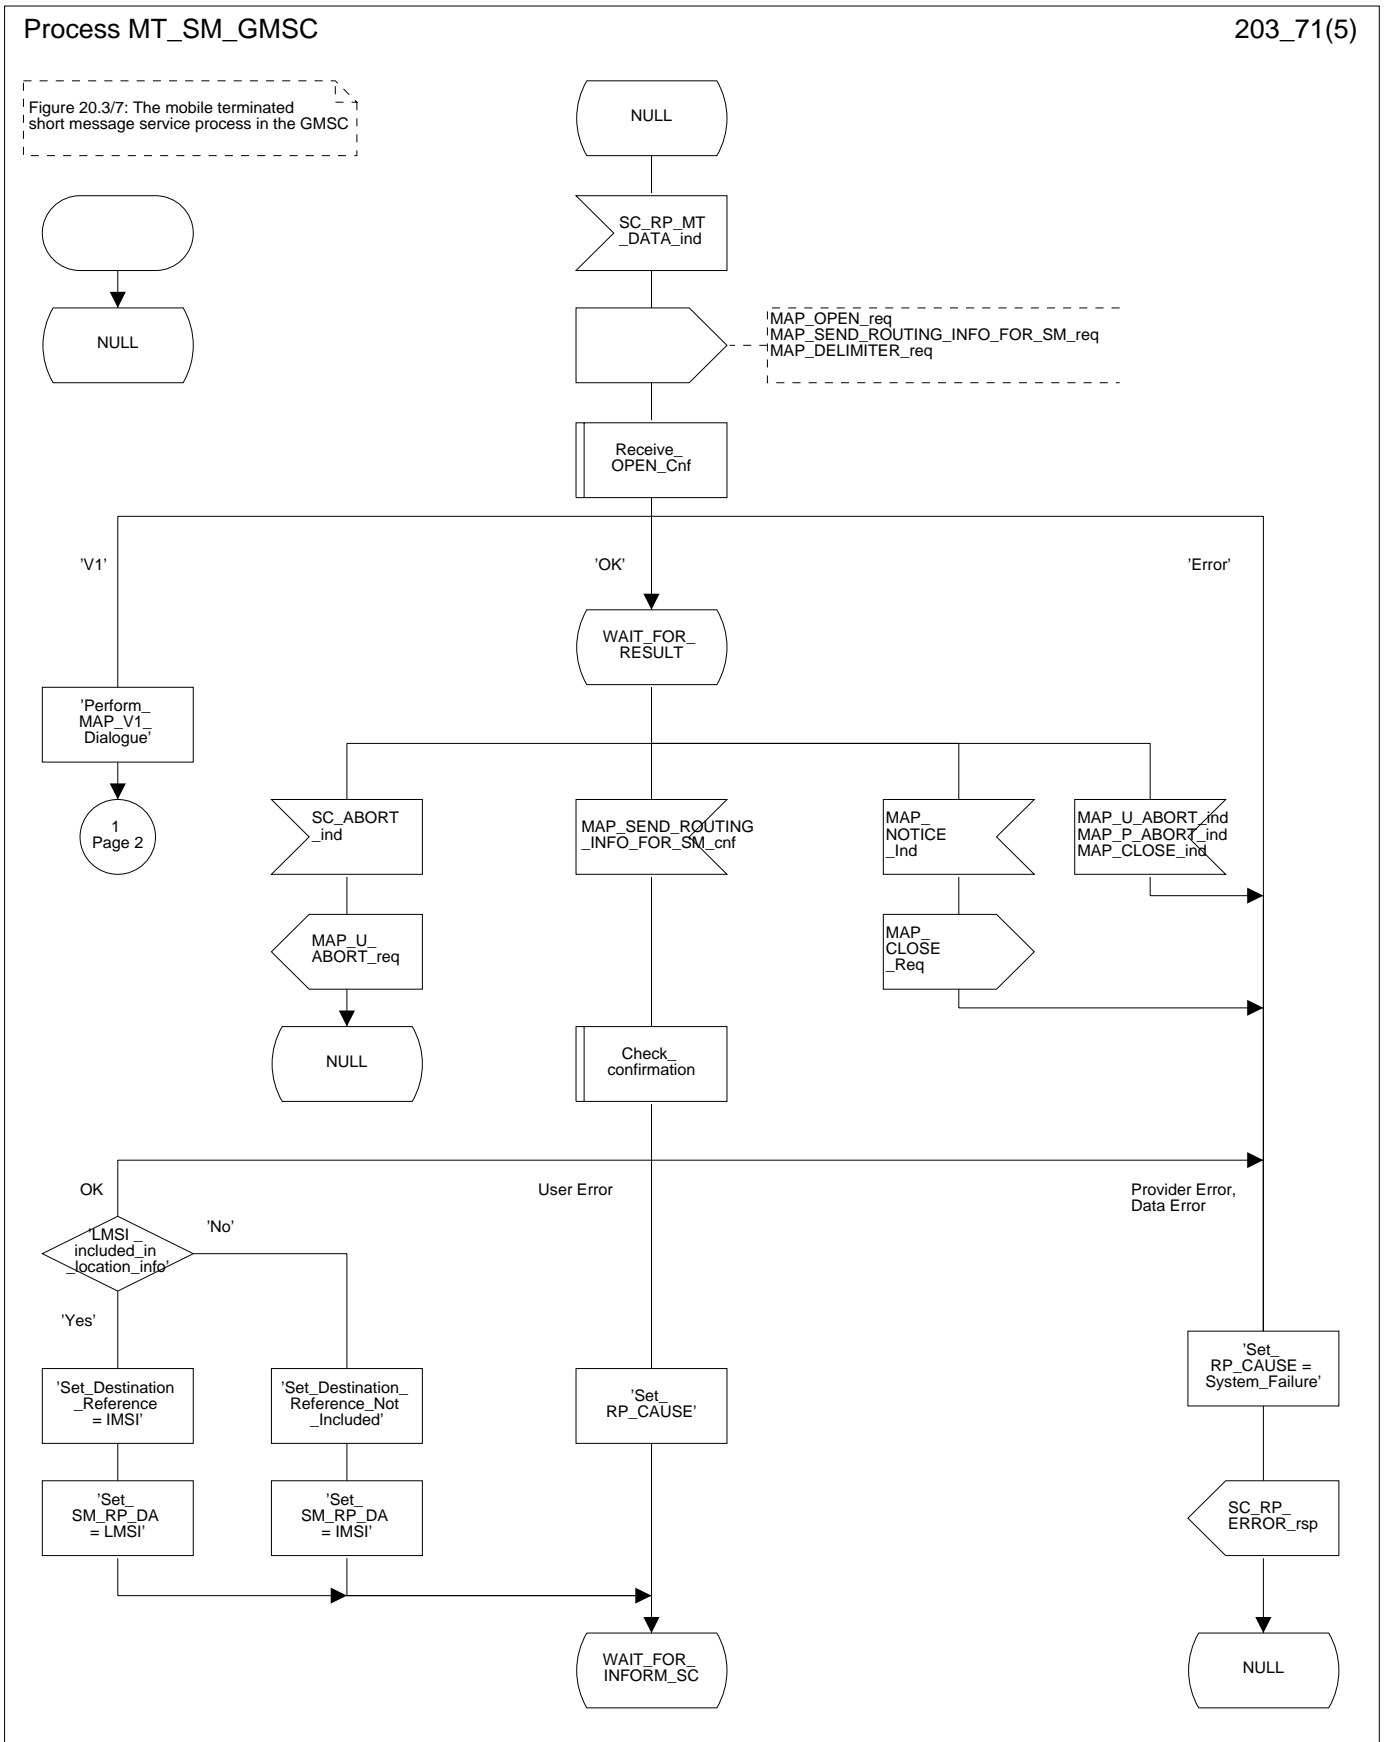 Process MT_SM_GMSC
203_71(5)
Figure 20.3/7: The mobile terminated
short message service process in the GMSC
NULL
SC_RP_MT
_DATA_ind
NULL
MAP_OPEN_req
MAP_SEND_ROUTING_INFO_FOR_SM_req
MAP_DELIMITER_req
Receive_
OPEN_Cnf
'V1'
'OK'
'Error'
WAIT_FOR_
RESULT
'Perform_
MAP_V1_
Dialogue'
1
Page 2
SC_ABORT
_ind
MAP_SEND_ROUTING
_INFO_FOR_SM_cnf
MAP_
NOTICE
_Ind
MAP_U_ABORT_ind
MAP_P_ABORT_ind
MAP_CLOSE_ind
MAP_U_
ABORT_req
MAP_
CLOSE
_Req
NULL
Check_
confirmation
OK
User Error
Provider Error,
Data Error
'LMSI _
included_in
_location_info'
'No'
'Yes'
'Set_Destination
_Reference
= IMSI'
'Set_Destination_
Reference_Not
_Included'
'Set_
RP_CAUSE'
'Set_
RP_CAUSE =
System_Failure'
'Set_
SM_RP_DA
= LMSI'
'Set_
SM_RP_DA
= IMSI'
SC_RP_
ERROR_rsp
WAIT_FOR_
INFORM_SC
NULL